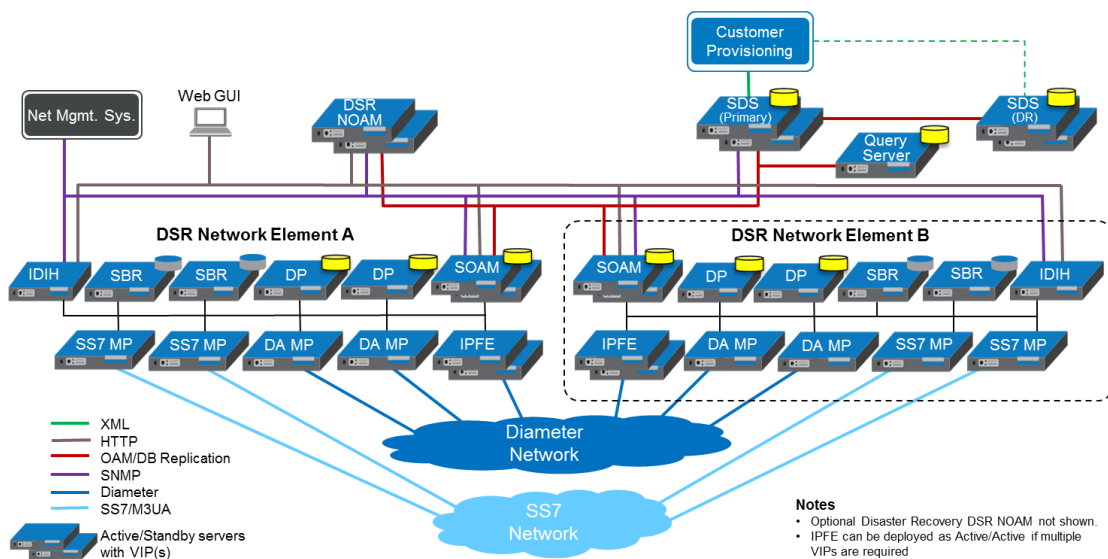 Customer
Provisioning
Net Mgmt. Sys.
Web GUI
DSR
NOAM
SDS
(Primary)
SDS
(DR)
Query
Server
DSR Network Element A
DSR Network Element B
IDIH
SBR
SBR
DP
DP
SOAM
SOAM
DP
DP
SBR
SBR
IDIH
SS7 MP
SS7 MP
DA MP
DA MP
IPFE
IPFE
DA MP
DA MP
SS7 MP
SS7 MP
Diameter
Network
SS7
Network
XML
HTTP
OAM/DB Replication
SNMP
Diameter
SS7/M3UA
Active/Standby servers
with VIP(s)
Notes
• Optional Disaster Recovery DSR NOAM not shown.
• IPFE can be deployed as Active/Active if multiple
VIPs are required